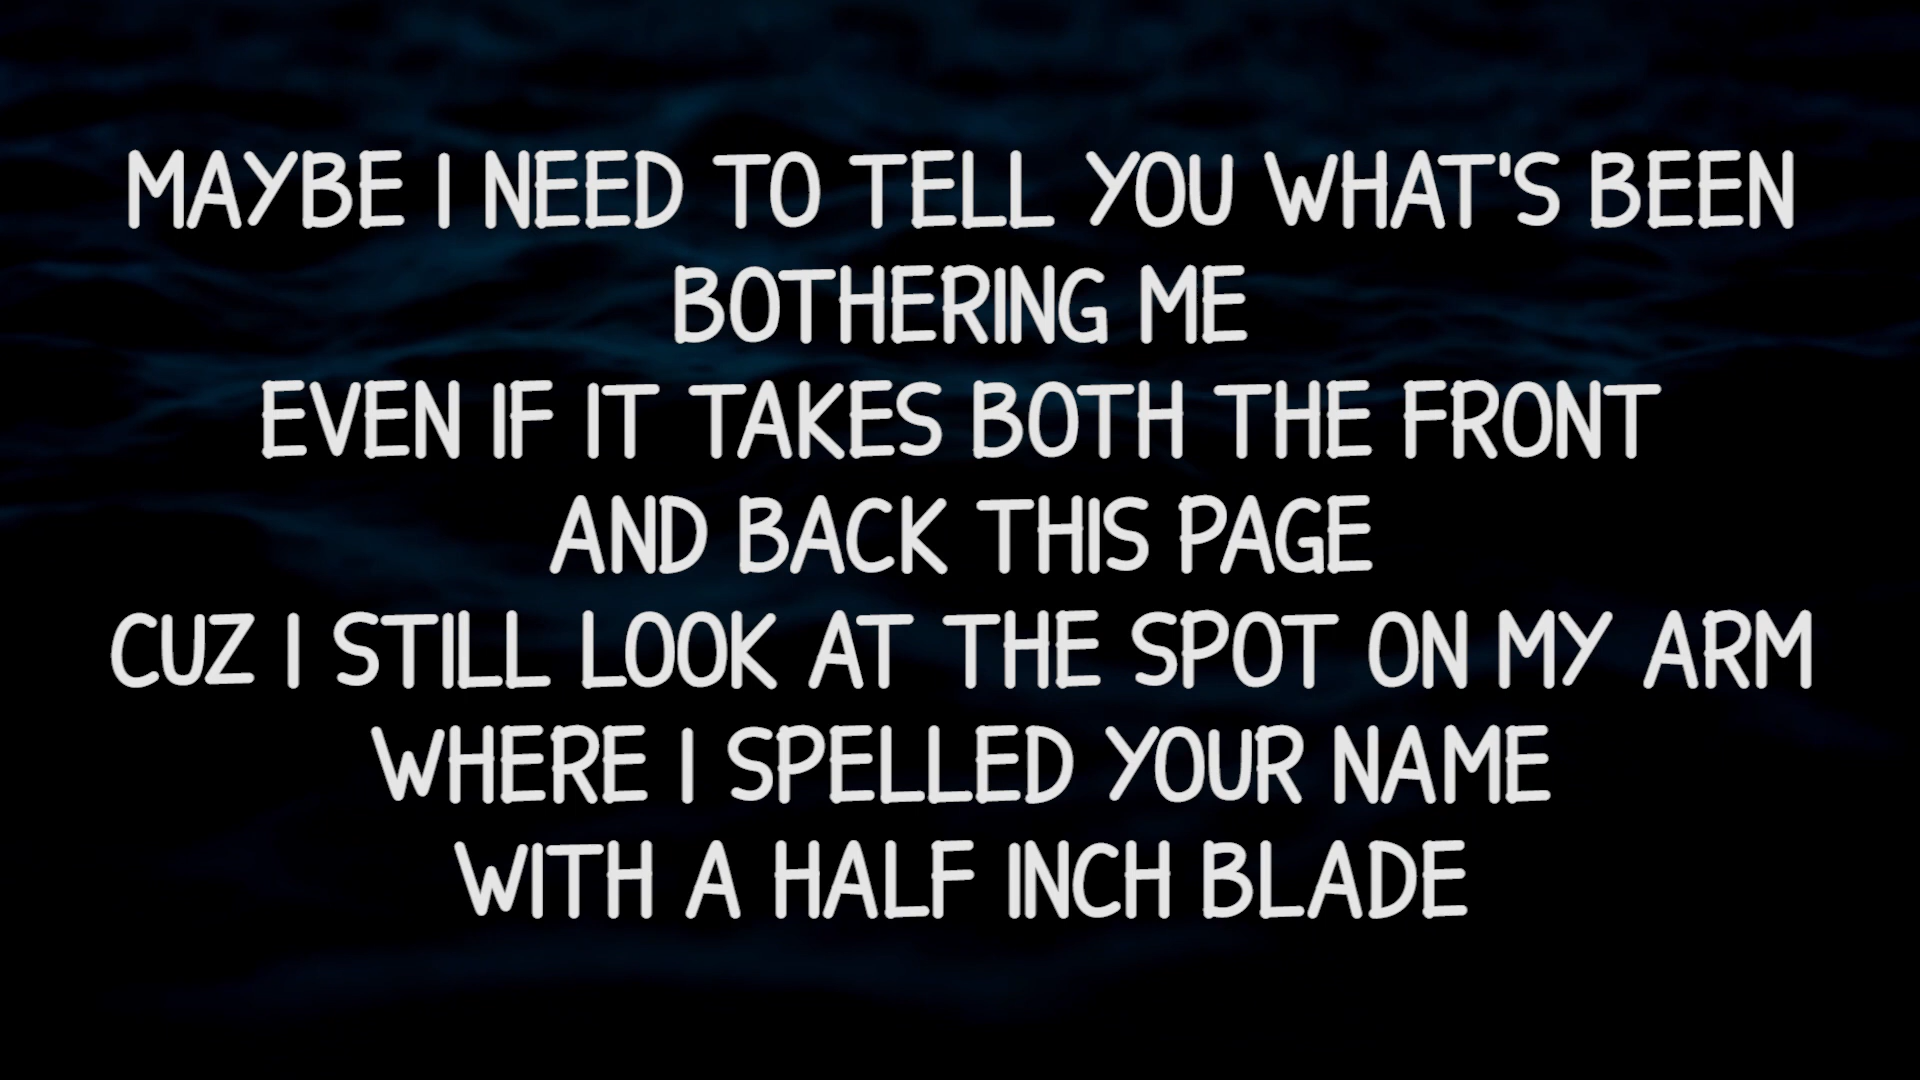 MAYBE I NEED TO TELL YOU WHAT'S BEEN
BOTHERING ME
EVEN IF IT TAKES BOTH THE FRONT
AND BACK THIS PAGE
CUZ I STILL LOOK AT THE SPOT ON MY ARM
WHERE I SPELLED YOUR NAME
WITH A HALF INCH BLADE